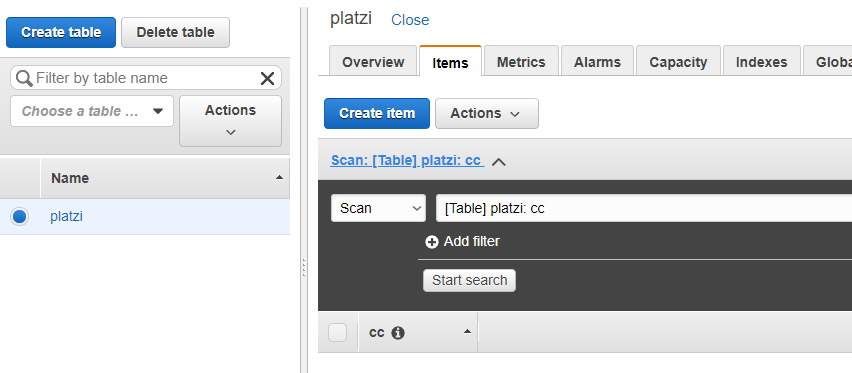 Create table Delete table
Filter by table name
Choose a table ... Actions
Name
platzi
platzi Close
Overview Items Metrics Alarms Capacity Indexes Globa
Create item Actions
Scan: [Table] platzi: cc
Scan [Table] platzi: cc
Add filter
Start search
cc